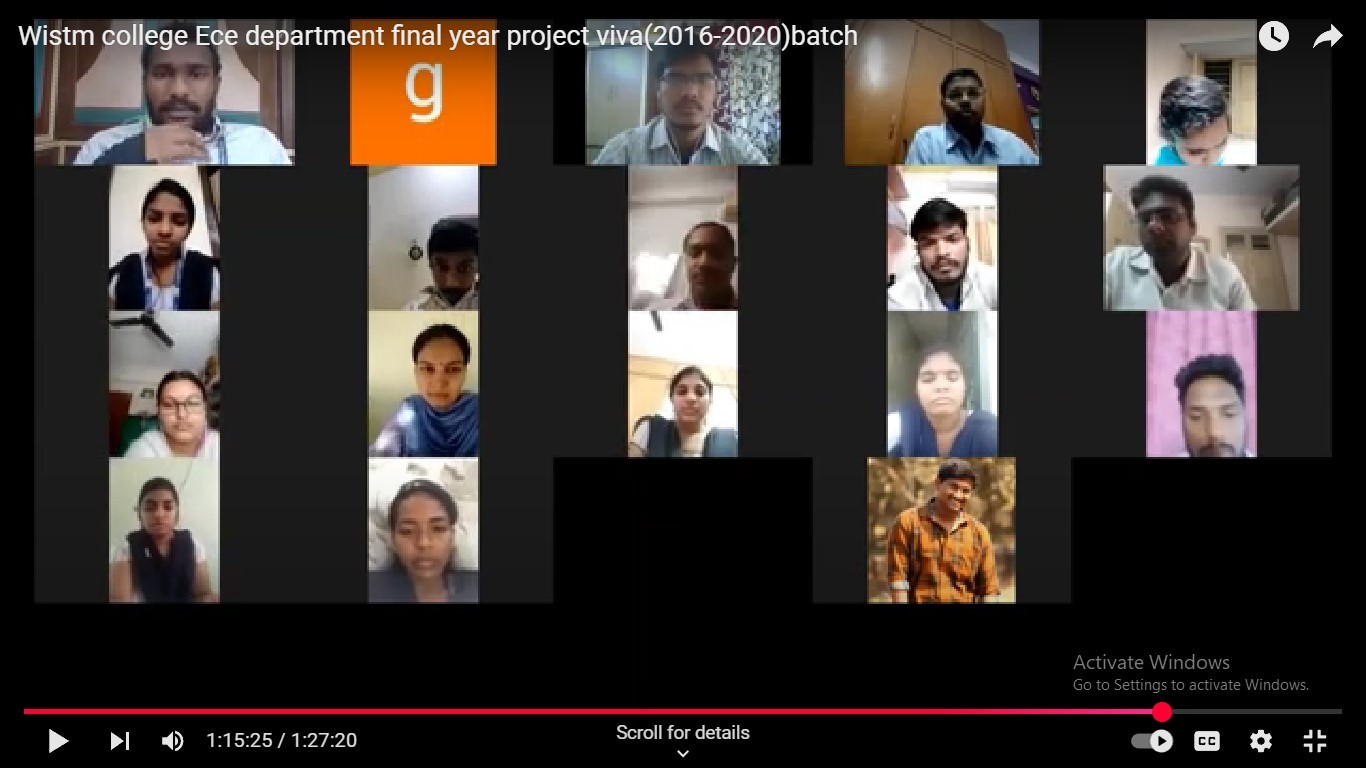 Wistm college Ece department final year project viva(2016-2020)batch
g
Activate Windows
Go to Settings to activate Windows.
1:15:25 / 1:27:20
Scroll for details
CC